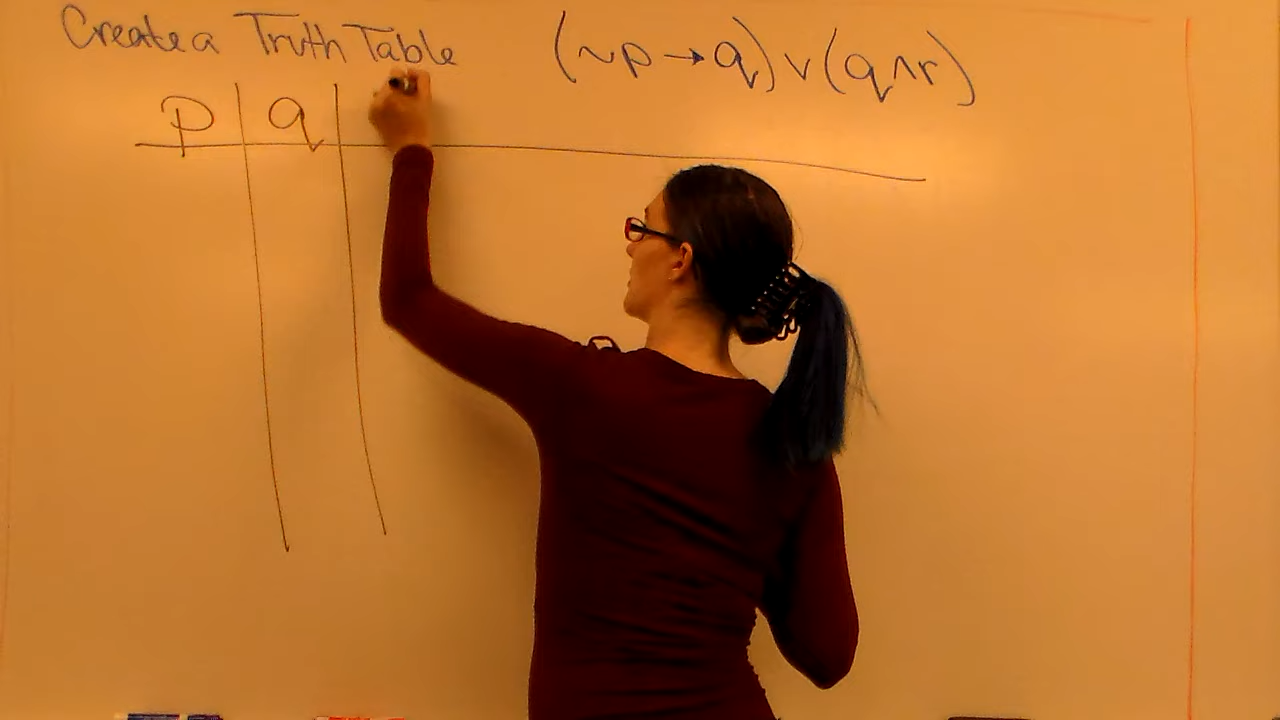 Create a Truth Table (~p→q)∨(q∧r)
p q